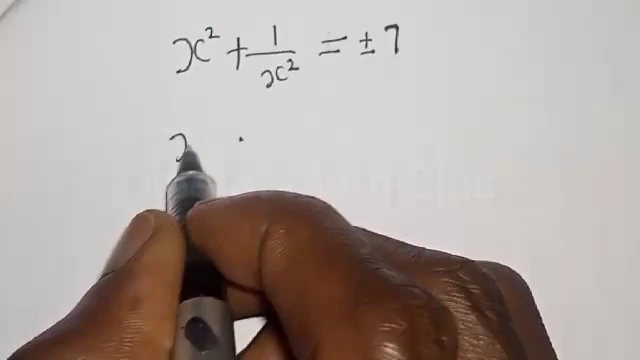 x² + 1/x² = ± 7